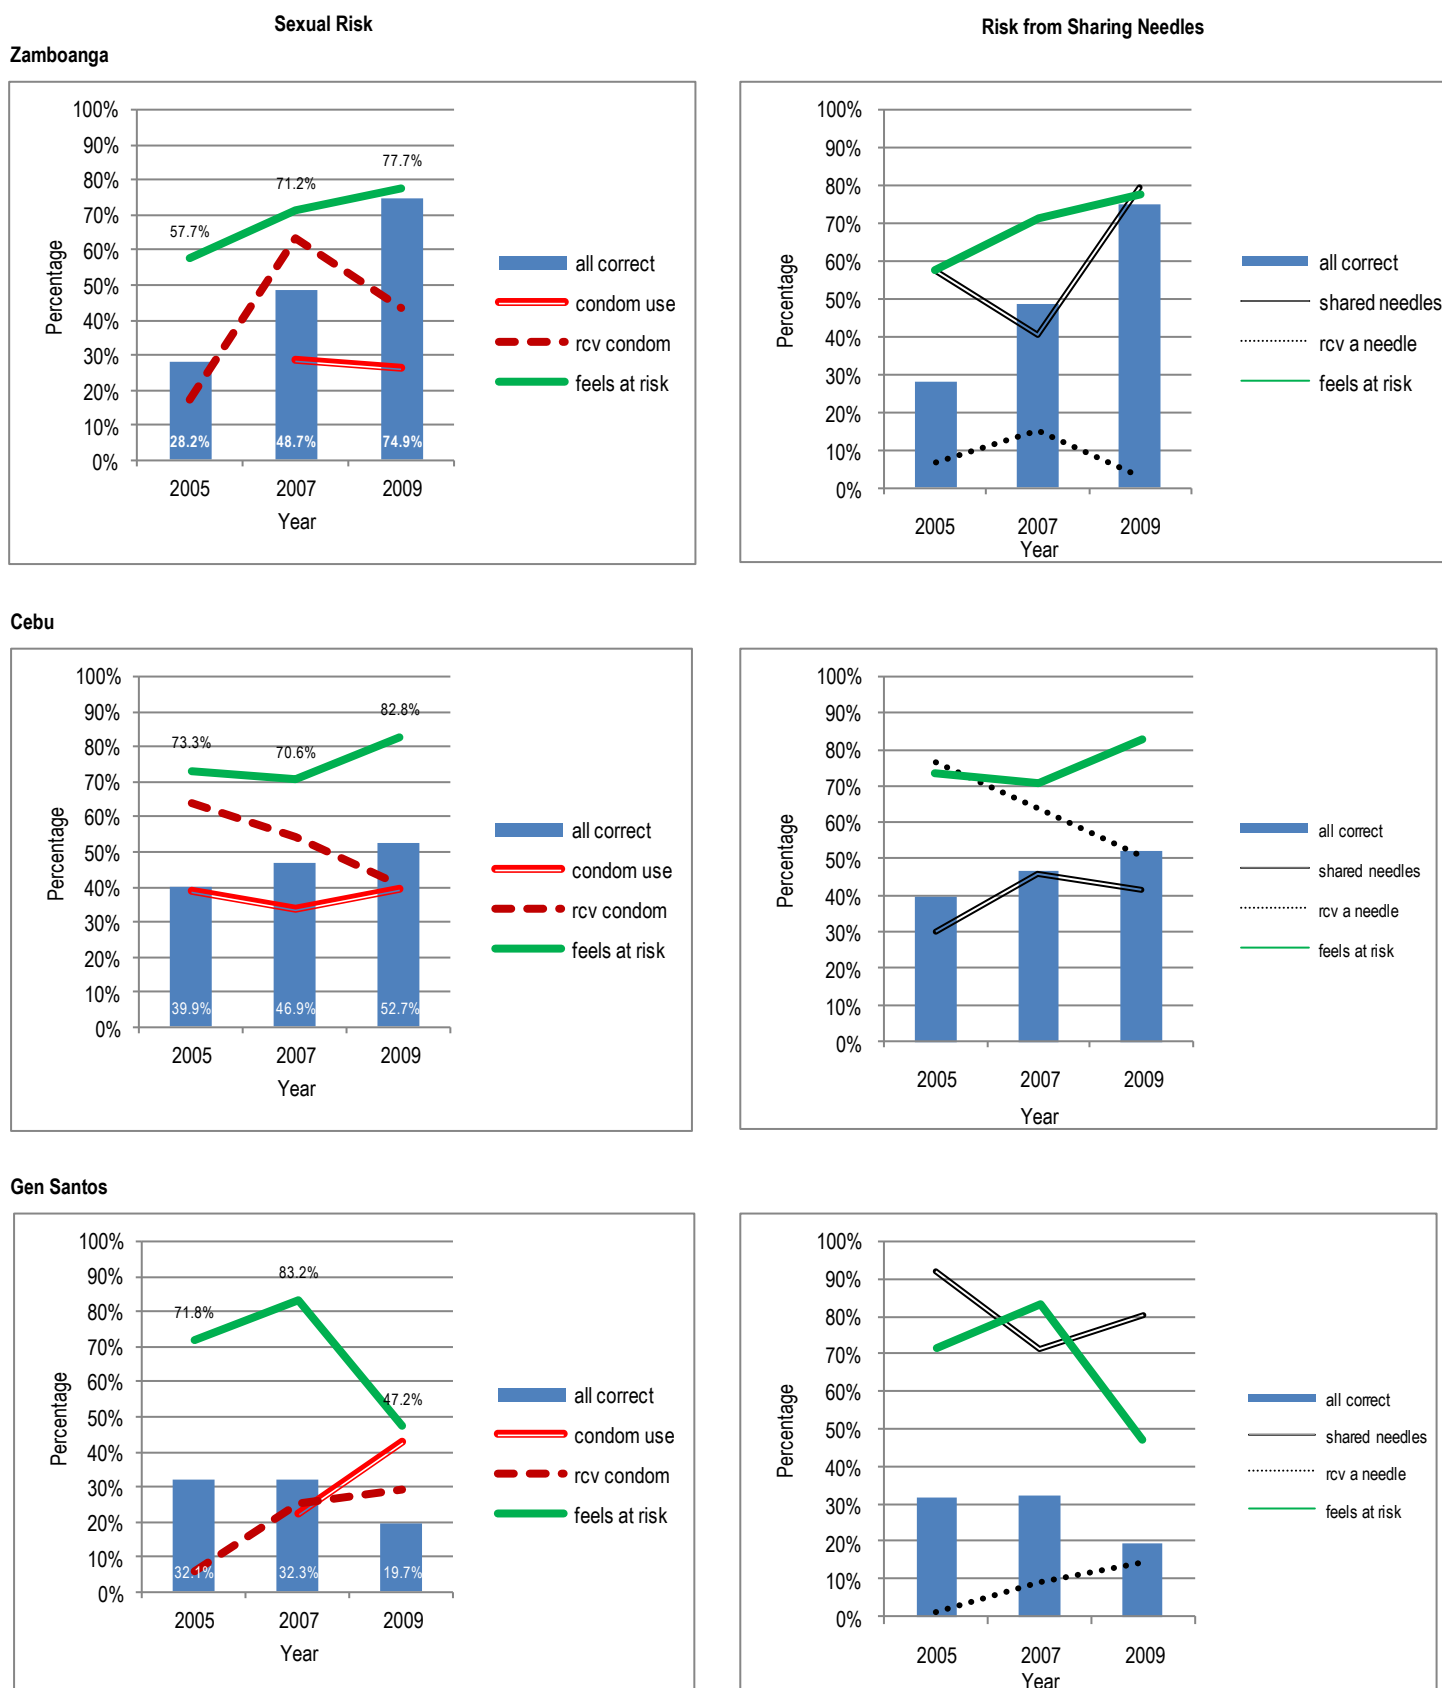 Sexual Risk
Risk from Sharing Needles
Zamboanga
100%
90%
80%
70%
60%
50%
40%
30%
20%
10%
0%
Percentage
57.7%
71.2%
77.7%
28.2%
48.7%
74.9%
2005
2007
2009
Year
all correct
condom use
rcv condom
feels at risk
100%
90%
80%
70%
60%
50%
40%
30%
20%
10%
0%
Percentage
2005
2007
2009
Year
all correct
shared needles
rcv a needle
feels at risk
Cebu
100%
90%
80%
70%
60%
50%
40%
30%
20%
10%
0%
Percentage
73.3%
70.6%
82.8%
39.9%
46.9%
52.7%
2005
2007
2009
Year
all correct
condom use
rcv condom
feels at risk
100%
90%
80%
70%
60%
50%
40%
30%
20%
10%
0%
Percentage
2005
2007
2009
Year
all correct
shared needles
rcv a needle
feels at risk
Gen Santos
100%
90%
80%
70%
60%
50%
40%
30%
20%
10%
0%
Percentage
71.8%
83.2%
47.2%
32.1%
32.3%
19.7%
2005
2007
2009
Year
all correct
condom use
rcv condom
feels at risk
100%
90%
80%
70%
60%
50%
40%
30%
20%
10%
0%
Percentage
2005
2007
2009
Year
all correct
shared needles
rcv a needle
feels at risk